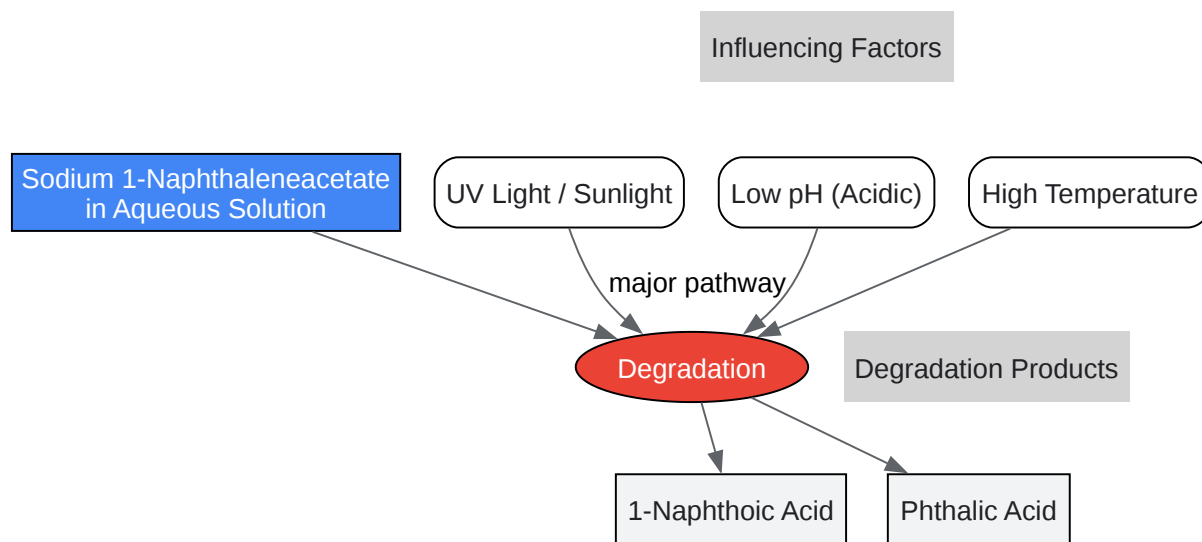 Influencing Factors
Sodium 1-Naphthaleneacetate
in Aqueous Solution
UV Light / Sunlight
Low pH (Acidic)
High Temperature
major pathway
Degradation
Degradation Products
1-Naphthoic Acid
Phthalic Acid